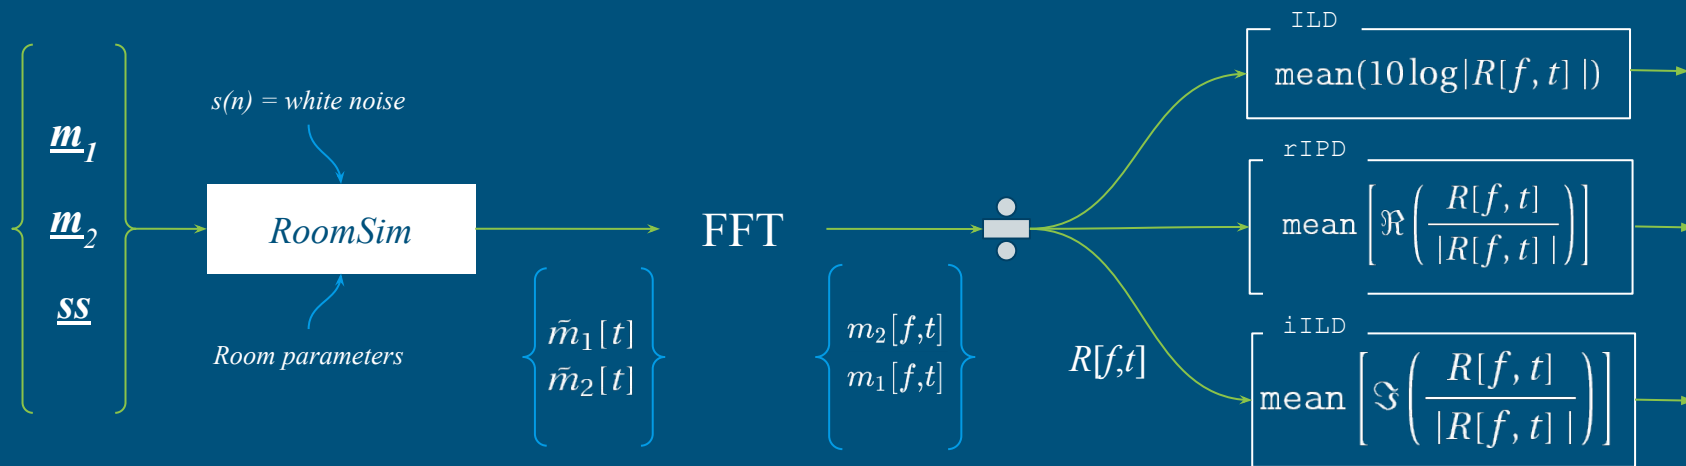 m₁
m₂
ss
s(n) = white noise
RoomSim
Room parameters
m̃₁[t]
m̃₂[t]
FFT
m₂[f,t]
m₁[f,t]
÷
R[f,t]
ILD
mean(10 log|R[f, t] |)
rIPD
mean [ℜ (R[f, t] / |R[f, t] |)]
iILD
mean [ℑ (R[f, t] / |R[f, t] |)]